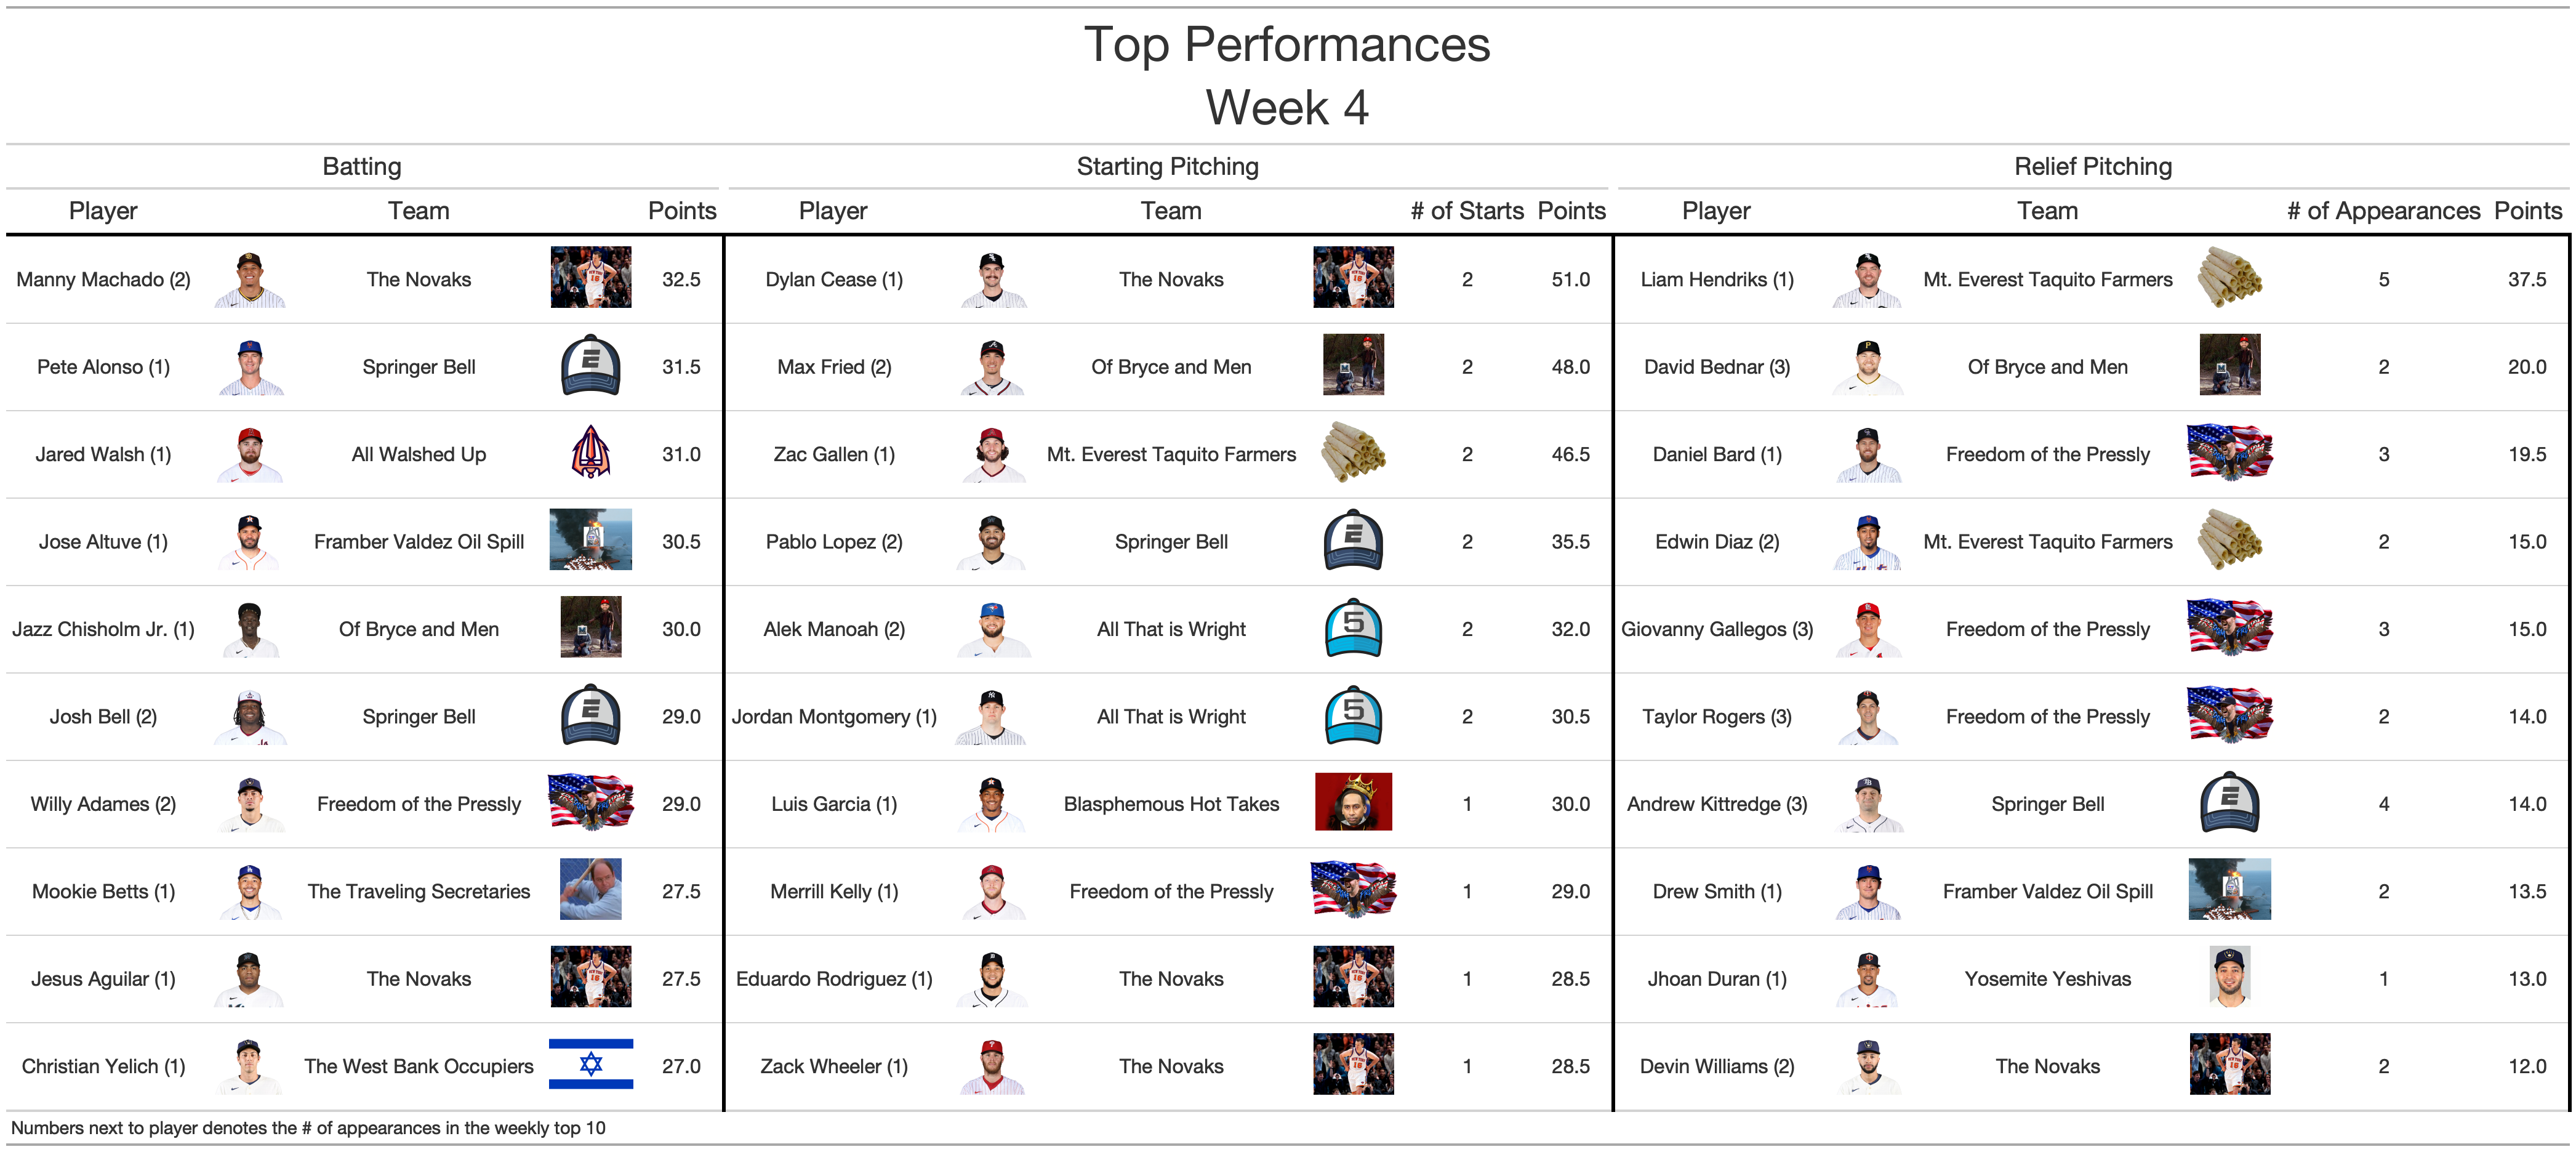 Top Performances
Week 4
Batting Starting Pitching Relief Pitching
Player Team Points Player Team # of Starts Points Player Team # of Appearances Points
Manny Machado (2) The Novaks 32.5 Dylan Cease (1) The Novaks 2 51.0 Liam Hendriks (1) Mt. Everest Taquito Farmers 5 37.5
Pete Alonso (1) Springer Bell 31.5 Max Fried (2) Of Bryce and Men 2 48.0 David Bednar (3) Of Bryce and Men 2 20.0
Jared Walsh (1) All Walshed Up 31.0 Zac Gallen (1) Mt. Everest Taquito Farmers 2 46.5 Daniel Bard (1) Freedom of the Pressly 3 19.5
Jose Altuve (1) Framber Valdez Oil Spill 30.5 Pablo Lopez (2) Springer Bell 2 35.5 Edwin Diaz (2) Mt. Everest Taquito Farmers 2 15.0
Jazz Chisholm Jr. (1) Of Bryce and Men 30.0 Alek Manoah (2) All That is Wright 2 32.0 Giovanny Gallegos (3) Freedom of the Pressly 3 15.0
Josh Bell (2) Springer Bell 29.0 Jordan Montgomery (1) All That is Wright 2 30.5 Taylor Rogers (3) Freedom of the Pressly 2 14.0
Willy Adames (2) Freedom of the Pressly 29.0 Luis Garcia (1) Blasphemous Hot Takes 1 30.0 Andrew Kittredge (3) Springer Bell 4 14.0
Mookie Betts (1) The Traveling Secretaries 27.5 Merrill Kelly (1) Freedom of the Pressly 1 29.0 Drew Smith (1) Framber Valdez Oil Spill 2 13.5
Jesus Aguilar (1) The Novaks 27.5 Eduardo Rodriguez (1) The Novaks 1 28.5 Jhoan Duran (1) Yosemite Yeshivas 1 13.0
Christian Yelich (1) The West Bank Occupiers 27.0 Zack Wheeler (1) The Novaks 1 28.5 Devin Williams (2) The Novaks 2 12.0
Numbers next to player denotes the # of appearances in the weekly top 10